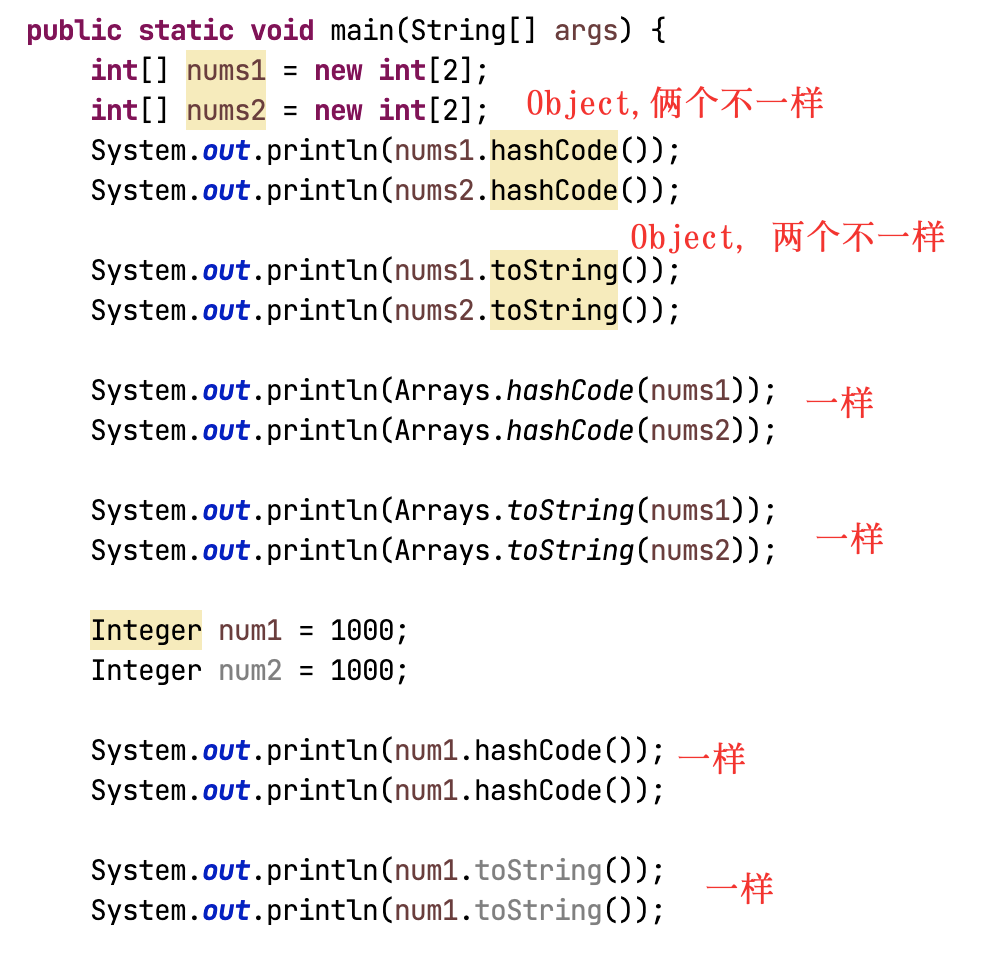 public static void main(String[] args) {
int[] nums1 = new int[2];
int[] nums2 = new int[2];
Object,俩个不一样
System.out.println(nums1.hashCode());
System.out.println(nums2.hashCode());
Object, 两个不一样
System.out.println(nums1.toString());
System.out.println(nums2.toString());
System.out.println(Arrays.hashCode(nums1));
一样
System.out.println(Arrays.hashCode(nums2));
System.out.println(Arrays.toString(nums1));
一样
System.out.println(Arrays.toString(nums2));
Integer num1 = 1000;
Integer num2 = 1000;
System.out.println(num1.hashCode());
一样
System.out.println(num1.hashCode());
System.out.println(num1.toString());
一样
System.out.println(num1.toString());